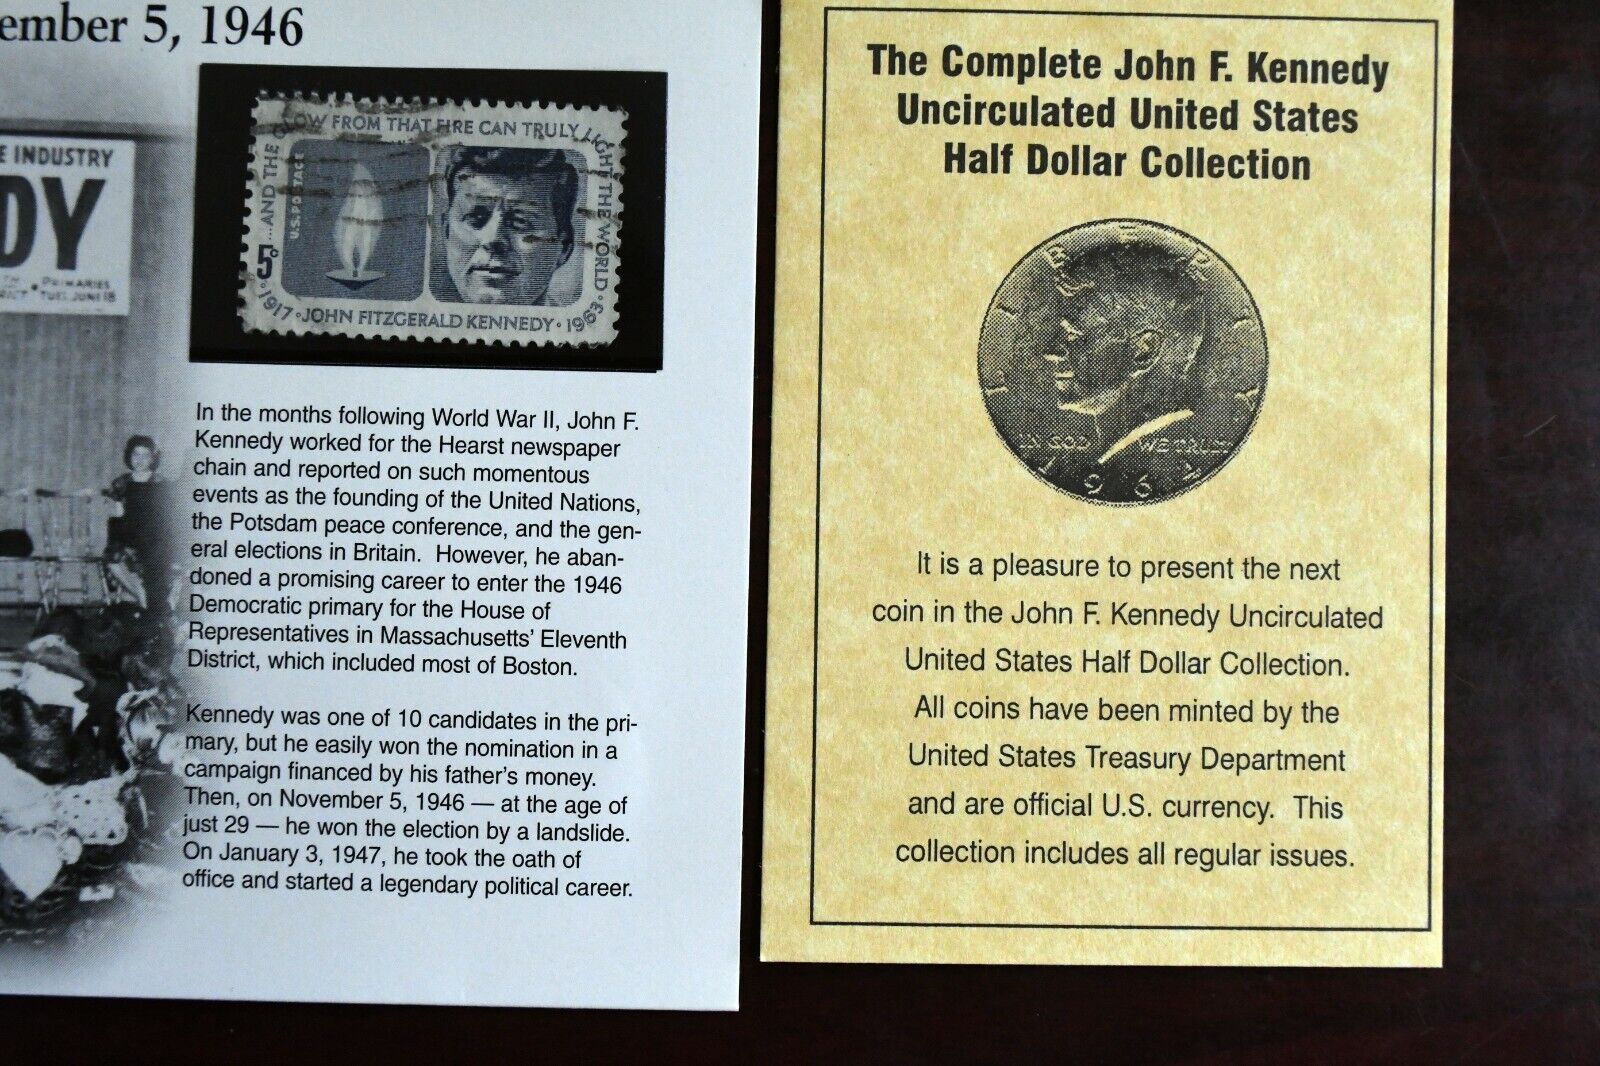 ember 5, 1946
E INDUSTRY
DY
PRIMARIES
TUES. JUNE 18
...AND THE GLOW FROM THAT FIRE CAN TRULY LIGHT THE WORLD
U.S. POSTAGE
5c
1917 · JOHN FITZGERALD KENNEDY · 1963
In the months following World War II, John F.
Kennedy worked for the Hearst newspaper
chain and reported on such momentous
events as the founding of the United Nations,
the Potsdam peace conference, and the gen-
eral elections in Britain.  However, he aban-
doned a promising career to enter the 1946
Democratic primary for the House of
Representatives in Massachusetts' Eleventh
District, which included most of Boston.
Kennedy was one of 10 candidates in the pri-
mary, but he easily won the nomination in a
campaign financed by his father's money.
Then, on November 5, 1946 — at the age of
just 29 — he won the election by a landslide.
On January 3, 1947, he took the oath of
office and started a legendary political career.
The Complete John F. Kennedy
Uncirculated United States
Half Dollar Collection
IN GOD WE TRUST
It is a pleasure to present the next
coin in the John F. Kennedy Uncirculated
United States Half Dollar Collection.
All coins have been minted by the
United States Treasury Department
and are official U.S. currency.  This
collection includes all regular issues.